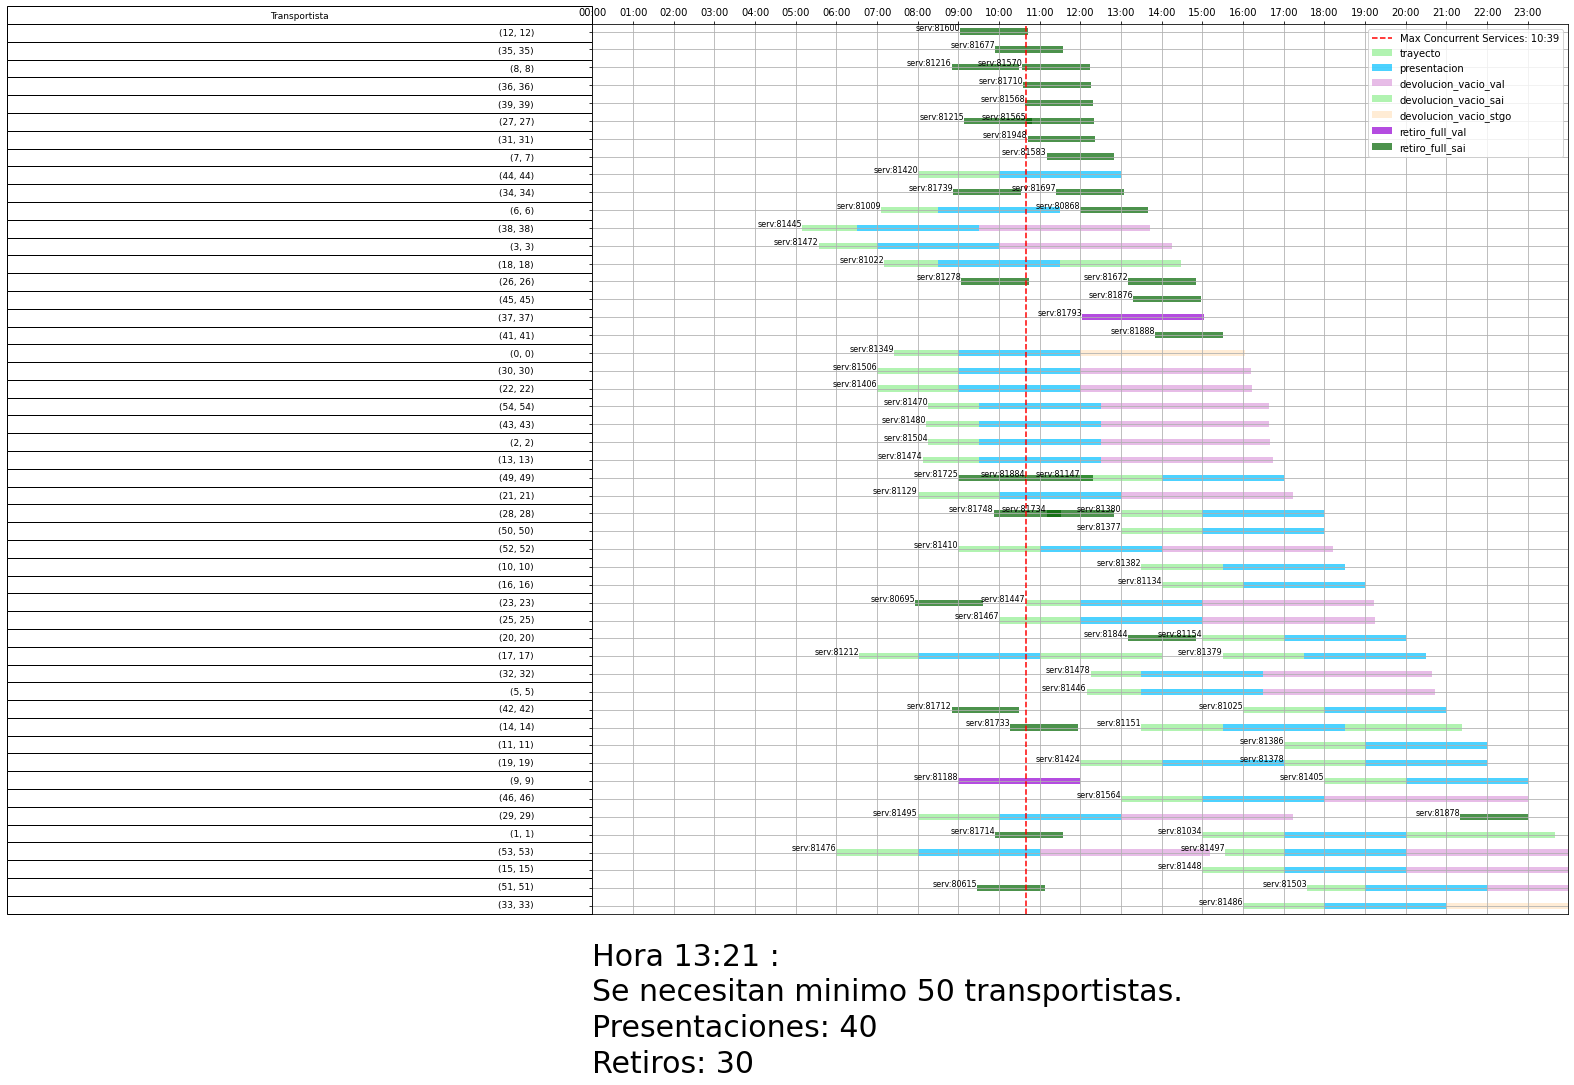 Transportista
00:00 01:00 02:00 03:00 04:00 05:00 06:00 07:00 08:00 09:00 10:00 11:00 12:00 13:00 14:00 15:00 16:00 17:00 18:00 19:00 20:00 21:00 22:00 23:00
Max Concurrent Services: 10:39
trayecto
presentacion
devolucion_vacio_val
devolucion_vacio_sai
devolucion_vacio_stgo
retiro_full_val
retiro_full_sai
(12, 12) serv:81600
(35, 35) serv:81677
(8, 8) serv:81216 serv:81570
(36, 36) serv:81710
(39, 39) serv:81568
(27, 27) serv:81215 serv:81565
(31, 31) serv:81948
(7, 7) serv:81583
(44, 44) serv:81420
(34, 34) serv:81739 serv:81697
(6, 6) serv:81009 serv:80868
(38, 38) serv:81445
(3, 3) serv:81472
(18, 18) serv:81022
(26, 26) serv:81278 serv:81672
(45, 45) serv:81876
(37, 37) serv:81793
(41, 41) serv:81888
(0, 0) serv:81349
(30, 30) serv:81506
(22, 22) serv:81406
(54, 54) serv:81470
(43, 43) serv:81480
(2, 2) serv:81504
(13, 13) serv:81474
(49, 49) serv:81725 serv:81884 serv:81147
(21, 21) serv:81129
(28, 28) serv:81748 serv:81734 serv:81380
(50, 50) serv:81377
(52, 52) serv:81410
(10, 10) serv:81382
(16, 16) serv:81134
(23, 23) serv:80695 serv:81447
(25, 25) serv:81467
(20, 20) serv:81844 serv:81154
(17, 17) serv:81212 serv:81379
(32, 32) serv:81478
(5, 5) serv:81446
(42, 42) serv:81712 serv:81025
(14, 14) serv:81733 serv:81151
(11, 11) serv:81386
(19, 19) serv:81424 serv:81378
(9, 9) serv:81188 serv:81405
(46, 46) serv:81564
(29, 29) serv:81495 serv:81878
(1, 1) serv:81714 serv:81034
(53, 53) serv:81476 serv:81497
(15, 15) serv:81448
(51, 51) serv:80615 serv:81503
(33, 33) serv:81486
Hora 13:21 :
Se necesitan minimo 50 transportistas.
Presentaciones: 40
Retiros: 30